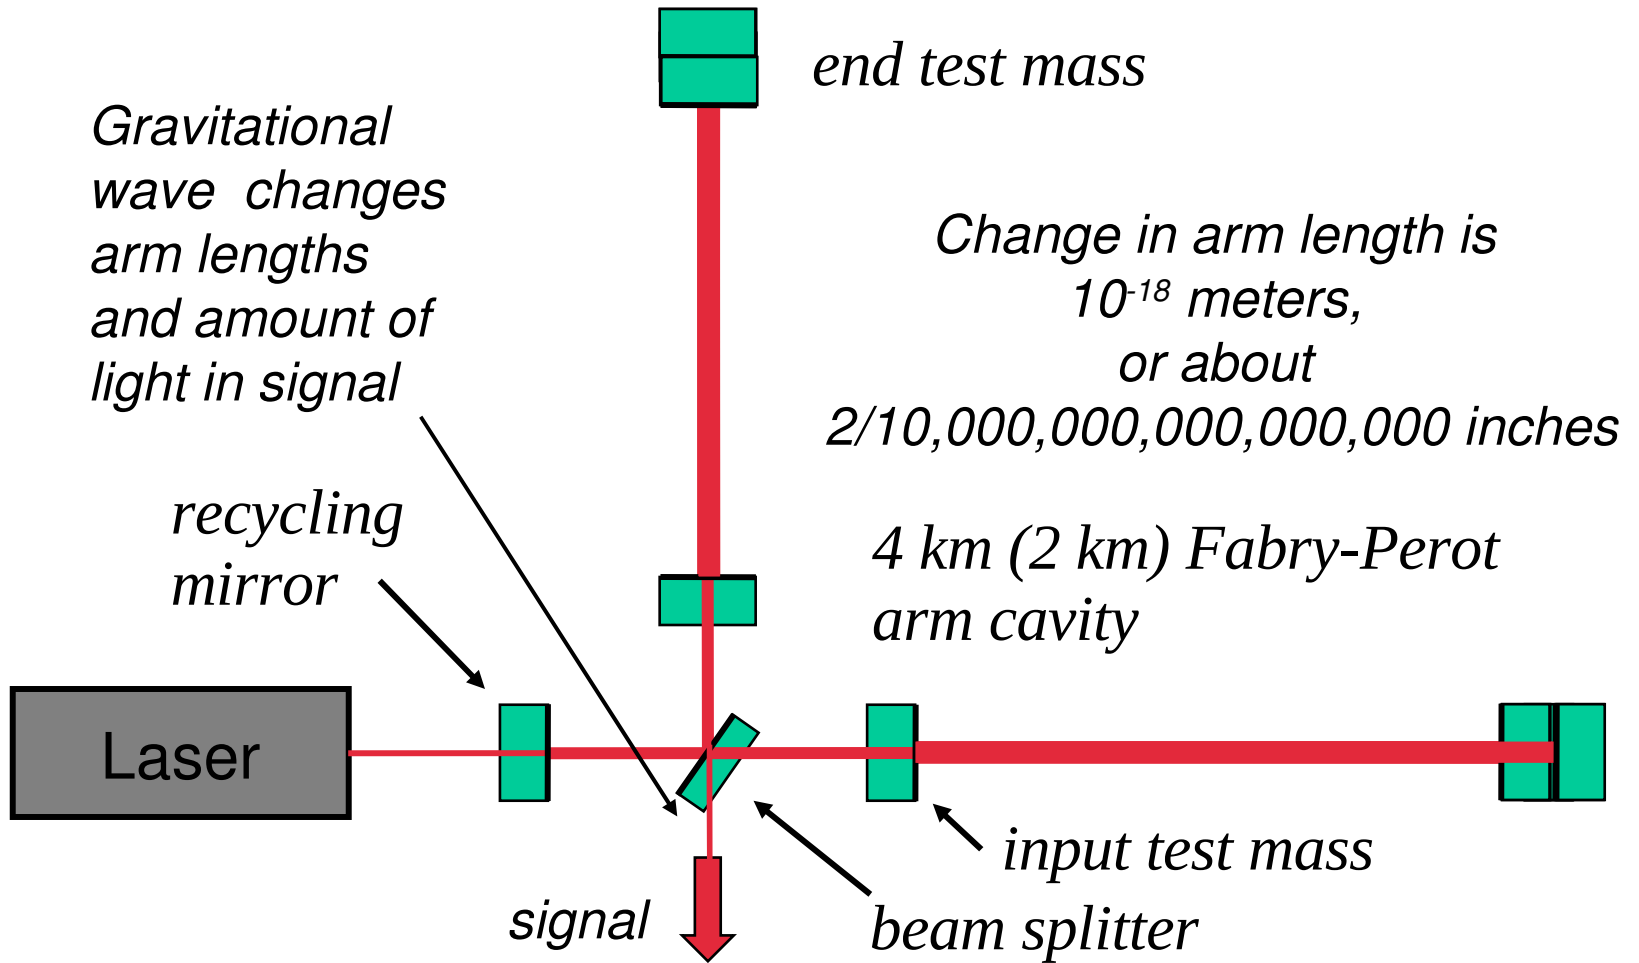 end test mass
Gravitational
wave changes
arm lengths
and amount of
light in signal
Change in arm length is
10⁻¹⁸ meters,
or about
2/10,000,000,000,000,000 inches
recycling
mirror
4 km (2 km) Fabry-Perot
arm cavity
Laser
input test mass
beam splitter
signal